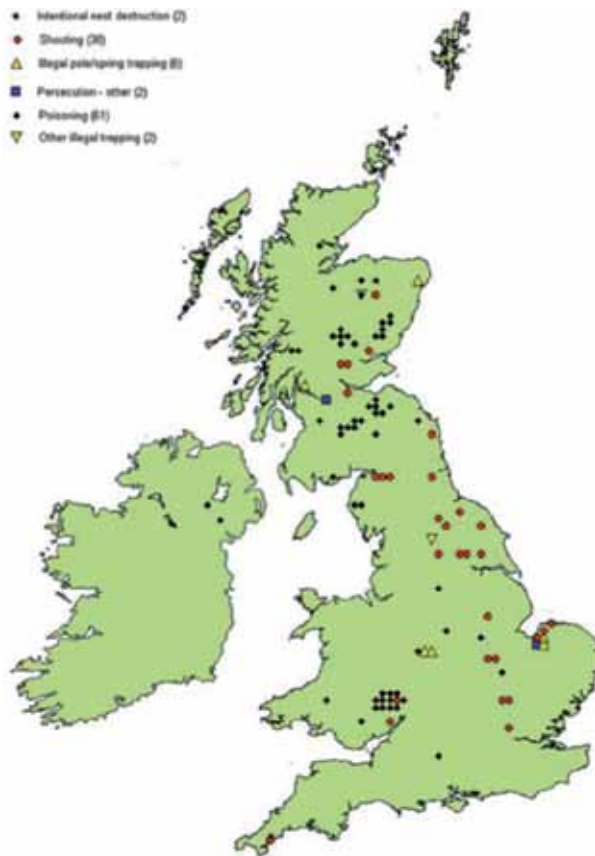 Intentional nest destruction (2)
Shooting (38)
Illegal pole/spring trapping (6)
Persecution - other (2)
Poisoning (61)
Other illegal trapping (2)